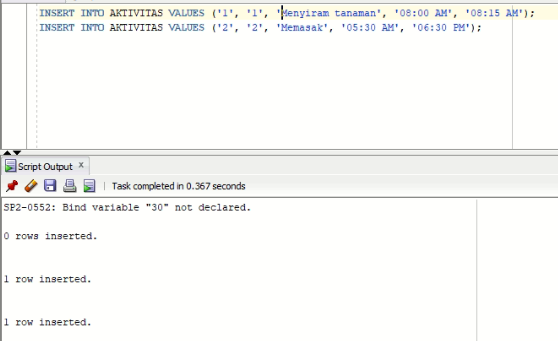 INSERT INTO AKTIVITAS VALUES ('1', '1', 'Menyiram tanaman', '08:00 AM', '08:15 AM');
INSERT INTO AKTIVITAS VALUES ('2', '2', 'Memasak', '05:30 AM', '06:30 PM');
Script Output x
Task completed in 0.367 seconds
SP2-0552: Bind variable "30" not declared.
0 rows inserted.
1 row inserted.
1 row inserted.